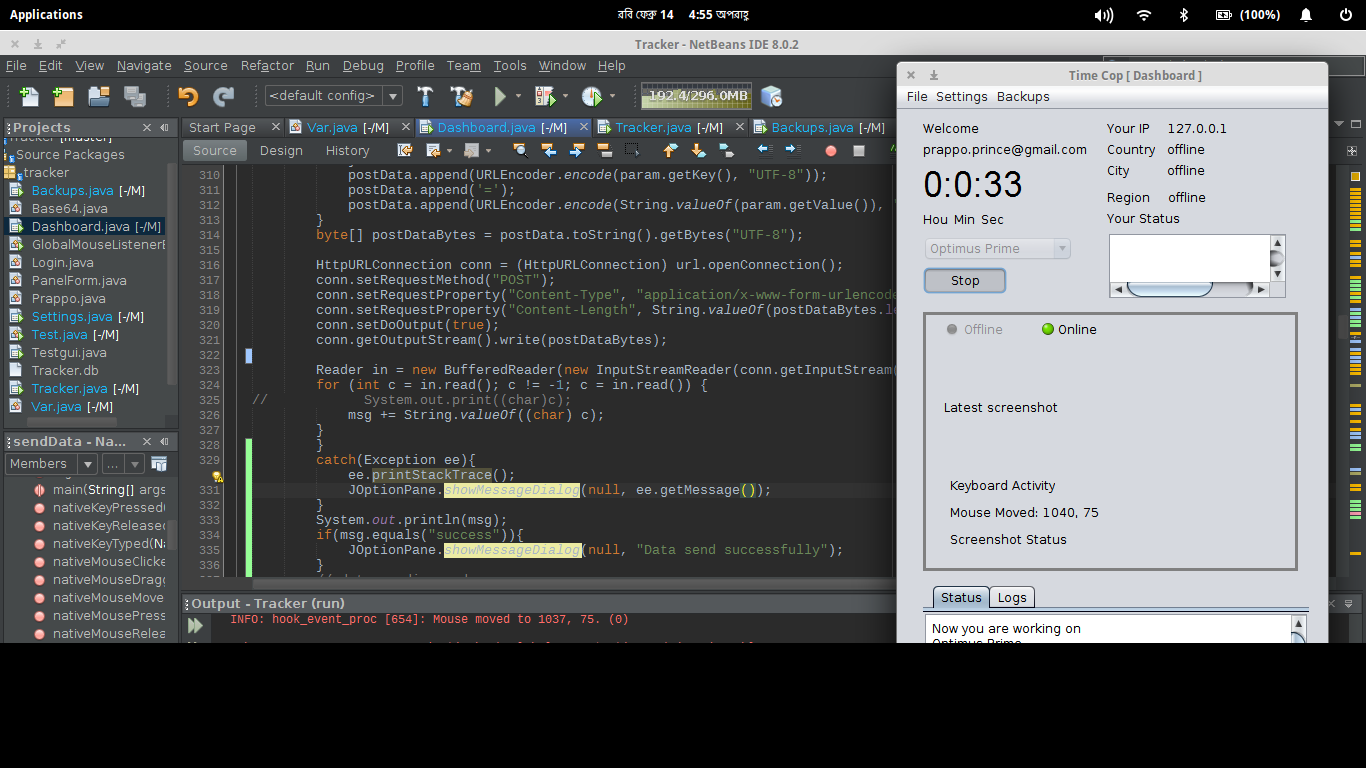 Applications
রবি ফেব্রু 14 4:55 অপরাহ্ণ
(100%)
Tracker - NetBeans IDE 8.0.2
File Edit View Navigate Source Refactor Run Debug Profile Team Tools Window Help
<default config>
192.4/296.0MB
Projects
Source Packages
tracker
Backups.java [-/M]
Base64.java
Dashboard.java [-/M]
GlobalMouseListenerE
Login.java
PanelForm.java
Prappo.java
Settings.java [-/M]
Test.java [-/M]
Testgui.java
Tracker.db
Tracker.java [-/M]
Var.java [-/M]
sendData - Na...
Members
...
main(String[] args
nativeKeyPressed(
nativeKeyReleased
nativeKeyTyped(Na
nativeMouseClicke
nativeMouseDragg
nativeMouseMove
nativeMousePress
nativeMouseRelea
Start Page
Var.java [-/M]
Dashboard.java [-/M]
Tracker.java [-/M]
Backups.java [-/M]
Source Design History
310 postData.append(URLEncoder.encode(param.getKey(), "UTF-8"));
311 postData.append('=');
312 postData.append(URLEncoder.encode(String.valueOf(param.getValue()),
313 }
314 byte[] postDataBytes = postData.toString().getBytes("UTF-8");
315
316 HttpURLConnection conn = (HttpURLConnection) url.openConnection();
317 conn.setRequestMethod("POST");
318 conn.setRequestProperty("Content-Type", "application/x-www-form-urlencode
319 conn.setRequestProperty("Content-Length", String.valueOf(postDataBytes.le
320 conn.setDoOutput(true);
321 conn.getOutputStream().write(postDataBytes);
322
323 Reader in = new BufferedReader(new InputStreamReader(conn.getInputStream(
324 for (int c = in.read(); c != -1; c = in.read()) {
325 // System.out.print((char)c);
326 msg += String.valueOf((char) c);
327 }
328 }
329 catch(Exception ee){
ee.printStackTrace();
331 JOptionPane.showMessageDialog(null, ee.getMessage());
332 }
333 System.out.println(msg);
334 if(msg.equals("success")){
335 JOptionPane.showMessageDialog(null, "Data send successfully");
336 }
Output - Tracker (run)
INFO: hook_event_proc [654]: Mouse moved to 1037, 75. (0)
Time Cop [ Dashboard ]
File Settings Backups
Welcome
prappo.prince@gmail.com
0:0:33
Hou Min Sec
Optimus Prime
Stop
Your IP 127.0.0.1
Country offline
City offline
Region offline
Your Status
Offline
Online
Latest screenshot
Keyboard Activity
Mouse Moved: 1040, 75
Screenshot Status
Status Logs
Now you are working on
Optimus Prime